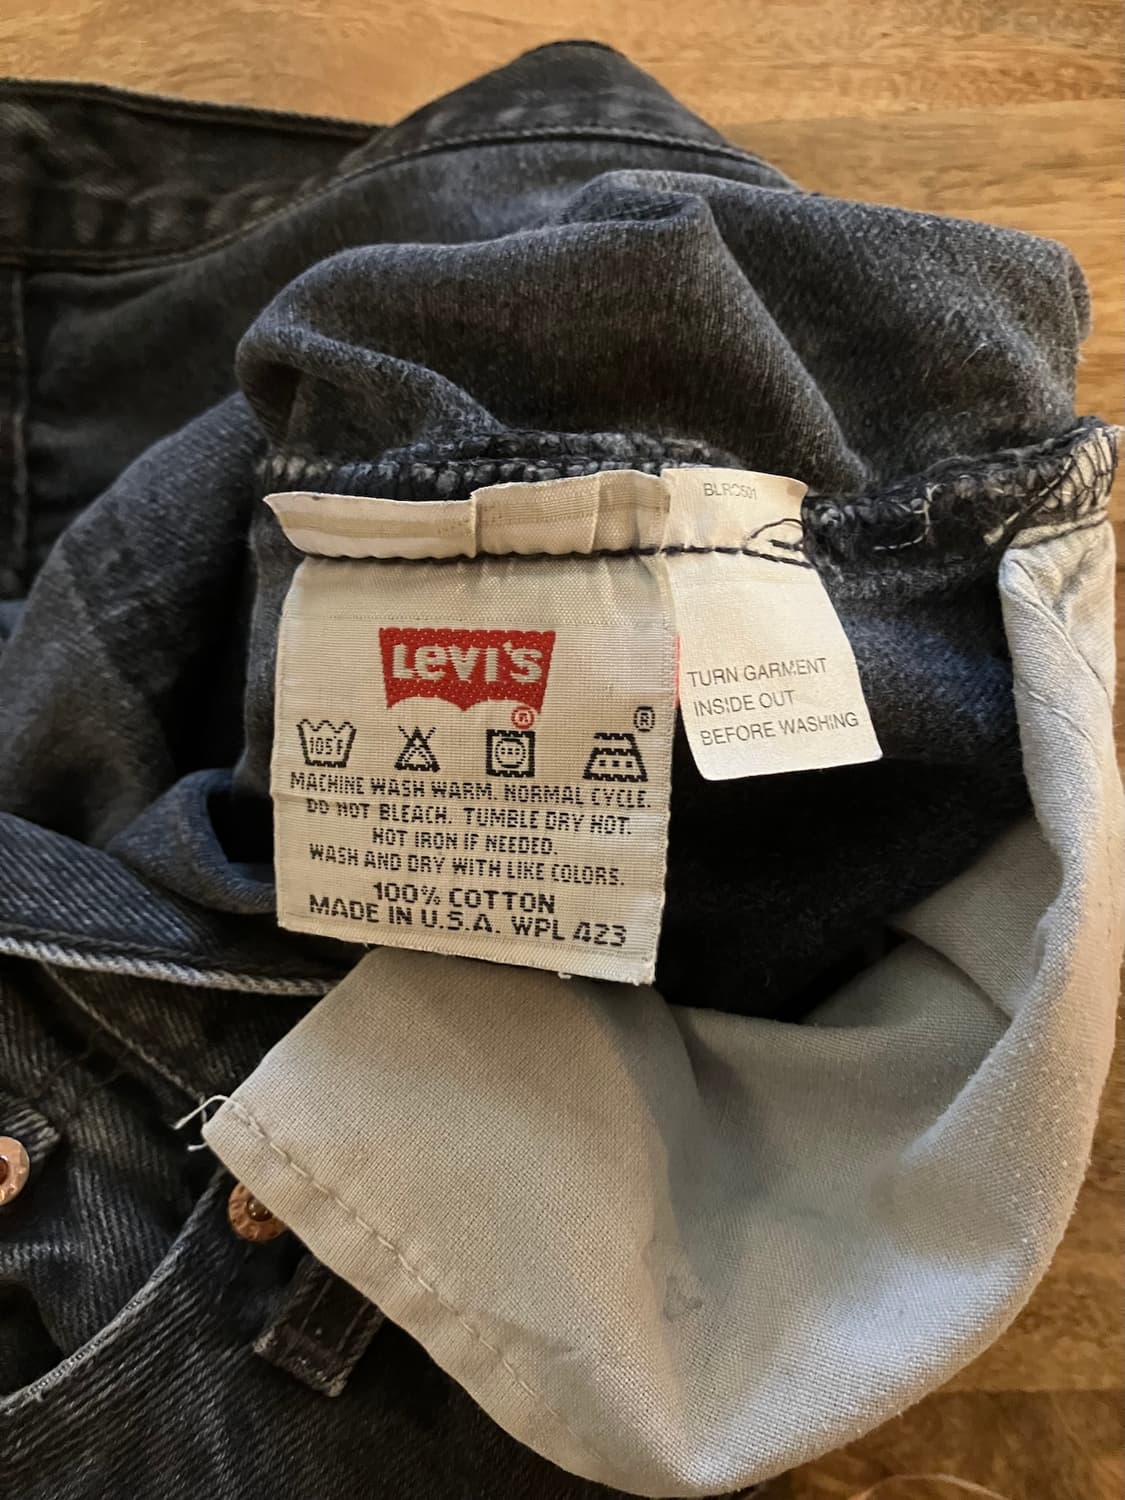 BLRC501
LEVI'S
®
®
105F
MACHINE WASH WARM. NORMAL CYCLE.
DO NOT BLEACH. TUMBLE DRY HOT.
HOT IRON IF NEEDED.
WASH AND DRY WITH LIKE COLORS.
100% COTTON
MADE IN U.S.A. WPL 423
TURN GARMENT
INSIDE OUT
BEFORE WASHING